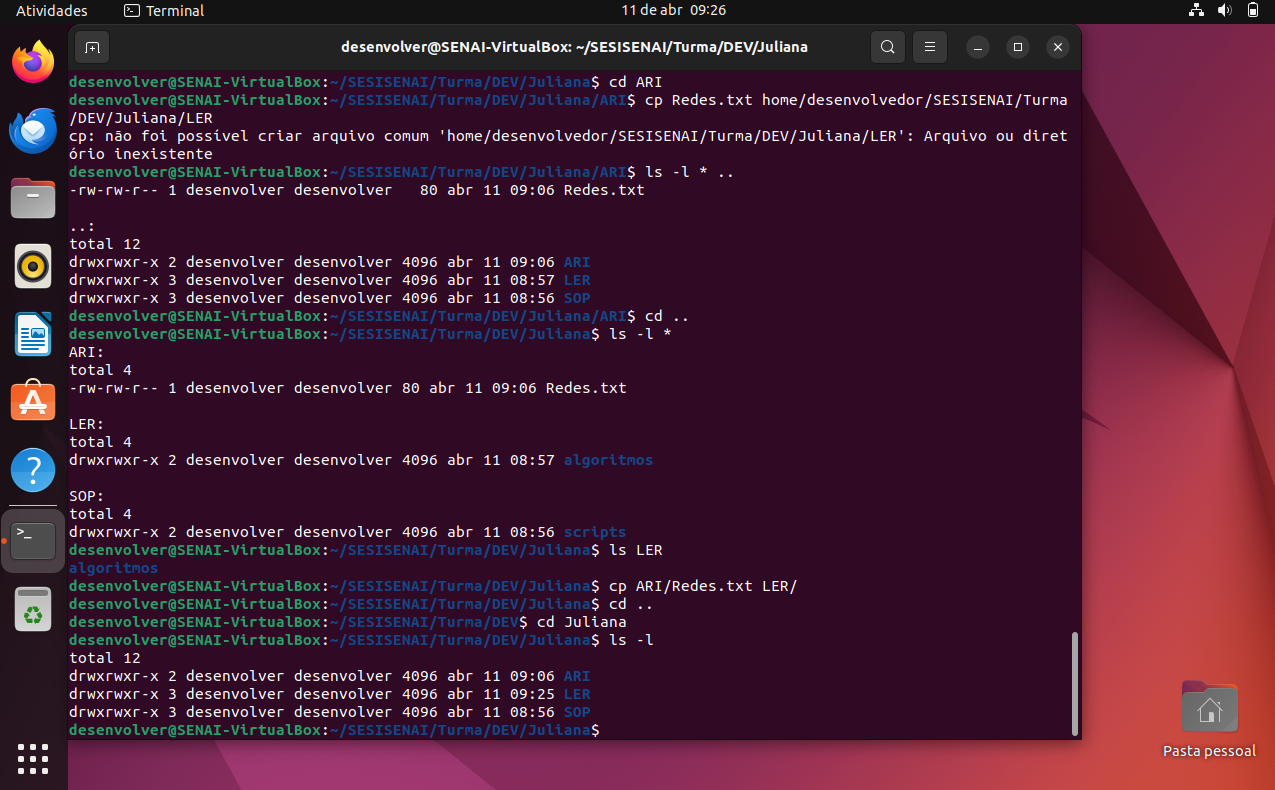 Atividades
Terminal
11 de abr 09:26
desenvolver@SENAI-VirtualBox: ~/SESISENAI/Turma/DEV/Juliana
desenvolver@SENAI-VirtualBox:~/SESISENAI/Turma/DEV/Juliana$ cd ARI
desenvolver@SENAI-VirtualBox:~/SESISENAI/Turma/DEV/Juliana/ARI$ cp Redes.txt home/desenvolvedor/SESISENAI/Turma
/DEV/Juliana/LER
cp: não foi possível criar arquivo comum 'home/desenvolvedor/SESISENAI/Turma/DEV/Juliana/LER': Arquivo ou diret
ório inexistente
desenvolver@SENAI-VirtualBox:~/SESISENAI/Turma/DEV/Juliana/ARI$ ls -l * ..
-rw-rw-r-- 1 desenvolver desenvolver   80 abr 11 09:06 Redes.txt

..:
total 12
drwxrwxr-x 2 desenvolver desenvolver 4096 abr 11 09:06 ARI
drwxrwxr-x 3 desenvolver desenvolver 4096 abr 11 08:57 LER
drwxrwxr-x 3 desenvolver desenvolver 4096 abr 11 08:56 SOP
desenvolver@SENAI-VirtualBox:~/SESISENAI/Turma/DEV/Juliana/ARI$ cd ..
desenvolver@SENAI-VirtualBox:~/SESISENAI/Turma/DEV/Juliana$ ls -l *
ARI:
total 4
-rw-rw-r-- 1 desenvolver desenvolver 80 abr 11 09:06 Redes.txt

LER:
total 4
drwxrwxr-x 2 desenvolver desenvolver 4096 abr 11 08:57 algoritmos

SOP:
total 4
drwxrwxr-x 2 desenvolver desenvolver 4096 abr 11 08:56 scripts
desenvolver@SENAI-VirtualBox:~/SESISENAI/Turma/DEV/Juliana$ ls LER
algoritmos
desenvolver@SENAI-VirtualBox:~/SESISENAI/Turma/DEV/Juliana$ cp ARI/Redes.txt LER/
desenvolver@SENAI-VirtualBox:~/SESISENAI/Turma/DEV/Juliana$ cd ..
desenvolver@SENAI-VirtualBox:~/SESISENAI/Turma/DEV$ cd Juliana
desenvolver@SENAI-VirtualBox:~/SESISENAI/Turma/DEV/Juliana$ ls -l
total 12
drwxrwxr-x 2 desenvolver desenvolver 4096 abr 11 09:06 ARI
drwxrwxr-x 3 desenvolver desenvolver 4096 abr 11 09:25 LER
drwxrwxr-x 3 desenvolver desenvolver 4096 abr 11 08:56 SOP
desenvolver@SENAI-VirtualBox:~/SESISENAI/Turma/DEV/Juliana$
Pasta pessoal